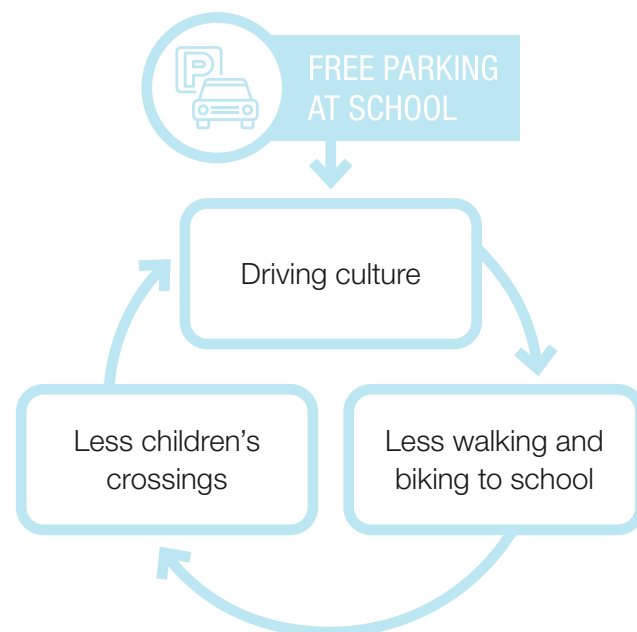 P
FREE PARKING
AT SCHOOL
Driving culture
Less children’s
crossings
Less walking and
biking to school